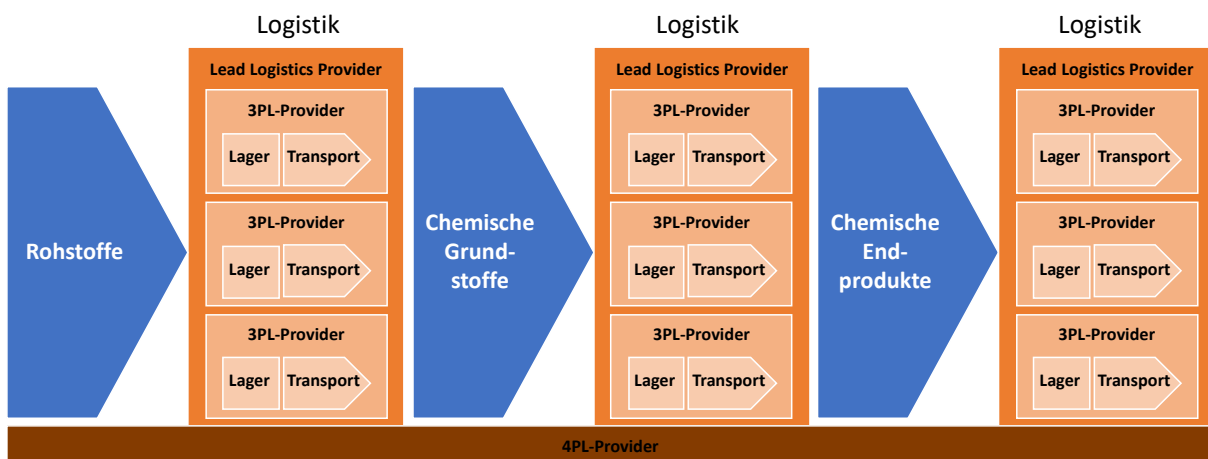 Logistik
Logistik
Logistik
Rohstoffe
Lead Logistics Provider
3PL-Provider
Lager
Transport
3PL-Provider
Lager
Transport
3PL-Provider
Lager
Transport
Chemische
Grund-
stoffe
Lead Logistics Provider
3PL-Provider
Lager
Transport
3PL-Provider
Lager
Transport
3PL-Provider
Lager
Transport
Chemische
End-
produkte
Lead Logistics Provider
3PL-Provider
Lager
Transport
3PL-Provider
Lager
Transport
3PL-Provider
Lager
Transport
4PL-Provider